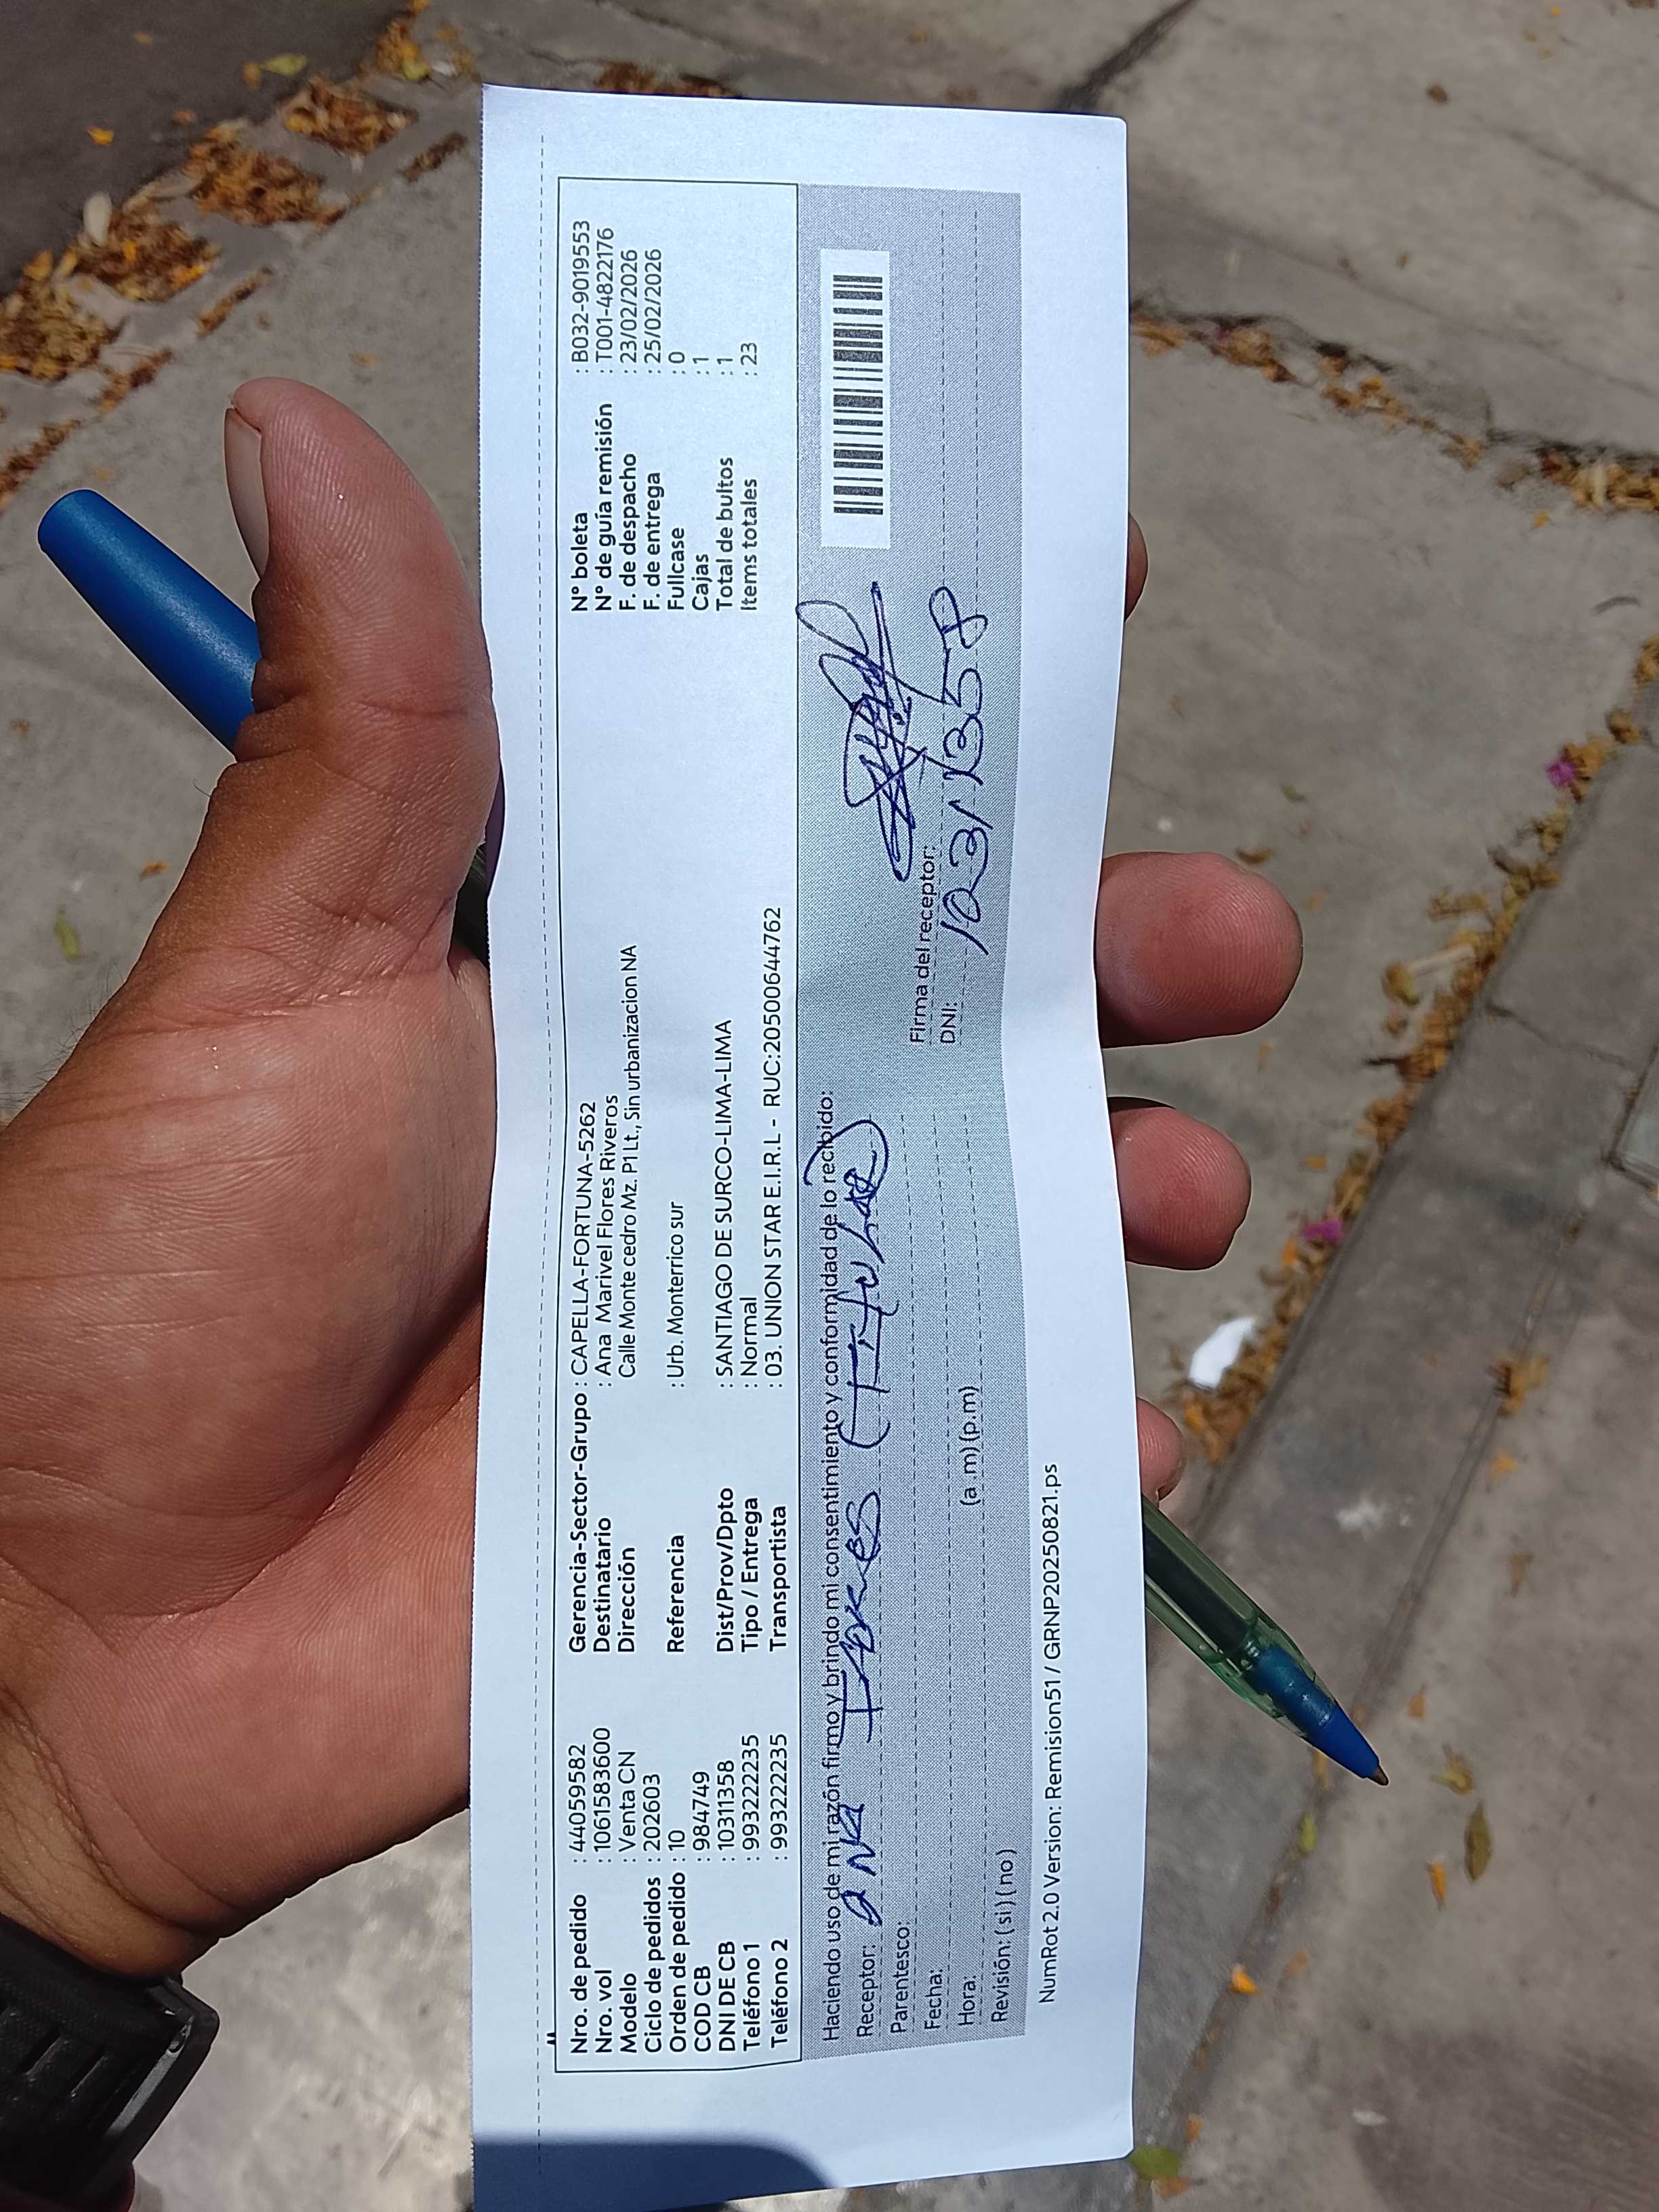 Nro. de pedido : 44059582 Gerencia-Sector-Grupo : CAPELLA-FORTUNA-5262 N° boleta : B032-9019553
Nro. vol : 1061583600 Destinatario : Ana Marivel Flores Riveros N° de guía remisión : T001-4822176
Modelo : Venta CN Dirección Calle Monte cedro Mz. P1 Lt., Sin urbanizacion NA F. de despacho : 23/02/2026
Ciclo de pedidos : 202603 F. de entrega : 25/02/2026
Orden de pedido : 10 Referencia : Urb. Monterrico sur Fullcase : 0
COD CB : 984749 Cajas : 1
DNI DE CB : 10311358 Dist/Prov/Dpto : SANTIAGO DE SURCO-LIMA-LIMA Total de bultos : 1
Teléfono 1 : 993222235 Tipo / Entrega : Normal Items totales : 23
Teléfono 2 : 993222235 Transportista : 03. UNION STAR E.I.R.L - RUC:20500644762
Haciendo uso de mi razón firmo y brindo mi consentimiento y conformidad de lo recibido:
Receptor: ANA Flores (Titular)
Parentesco: Firma del receptor:
Fecha: DNI: 10311358
Hora: (a .m) (p.m)
Revisión: ( si ) ( no )
NumRot 2.0 Version: Remision51 / GRNP20250821.ps